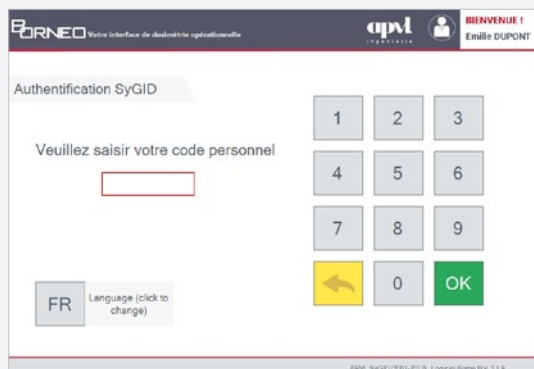 BORNEO Votre interface de dosimétrie opérationnelle
apvl
ingénierie
BIENVENUE !
Emilie DUPONT
Authentification SyGID
Veuillez saisir votre code personnel
1 2 3
4 5 6
7 8 9
0 OK
FR
Language (click to
change)